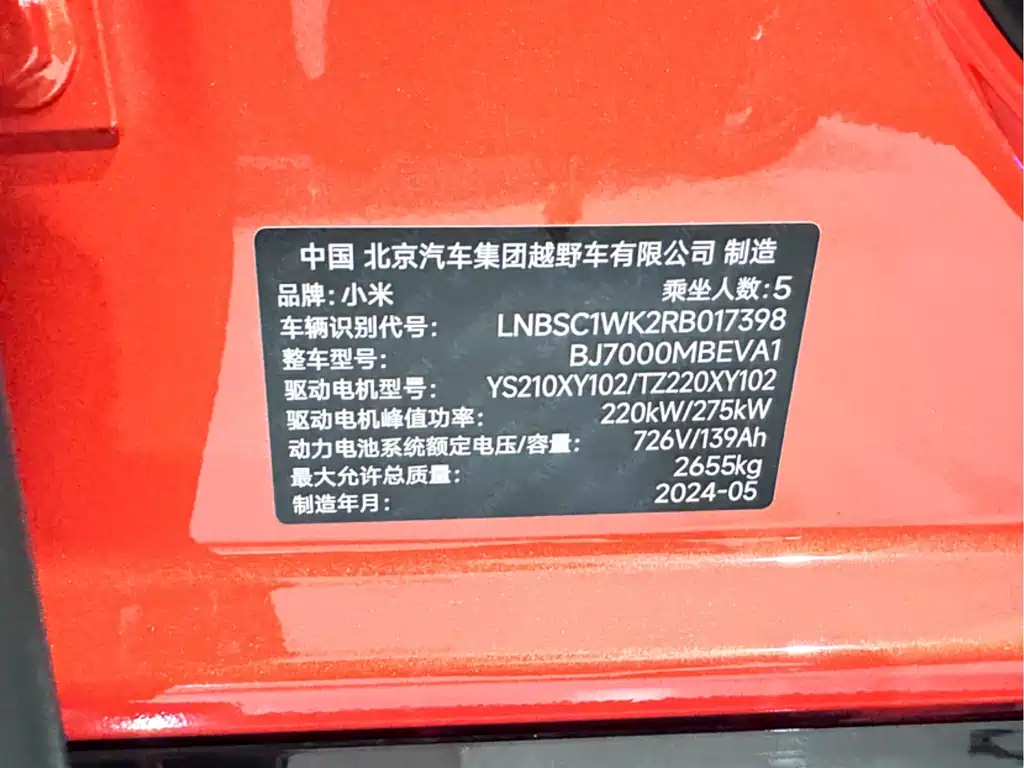 中国 北京汽车集团越野车有限公司 制造
品牌:小米 乘坐人数:5
车辆识别代号: LNBSC1WK2RB017398
整车型号: BJ7000MBEVA1
驱动电机型号: YS210XY102/TZ220XY102
驱动电机峰值功率: 220kW/275kW
动力电池系统额定电压/容量: 726V/139Ah
最大允许总质量: 2655kg
制造年月: 2024-05